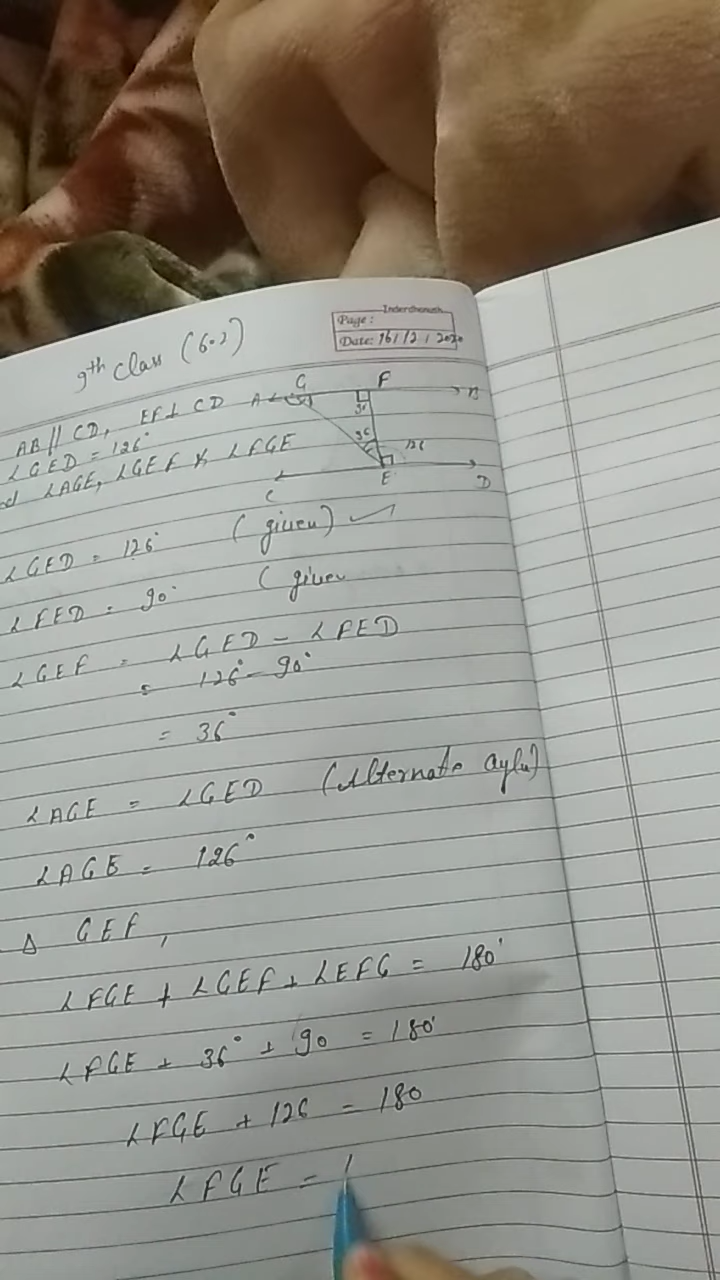 Inderdhanush
Page :
Date: 16 / 12 / 2020
9th Class (6.2)
AB // CD, EF ⊥ CD
∠GED = 126°
∠AGE, ∠GEF & ∠FGE
A G F B
90
36
126
C E D
∠GED = 126° (given)
∠FED = 90° (given
∠GEF = ∠GED - ∠FED
= 126° - 90°
= 36°
∠AGE = ∠GED (Alternate
∠AGE = 126°
Δ GEF,
∠FGE + ∠GEF + ∠EFG = 180°
∠FGE + 36° + 90 = 180°
∠FGE + 126 = 180
∠FGE =